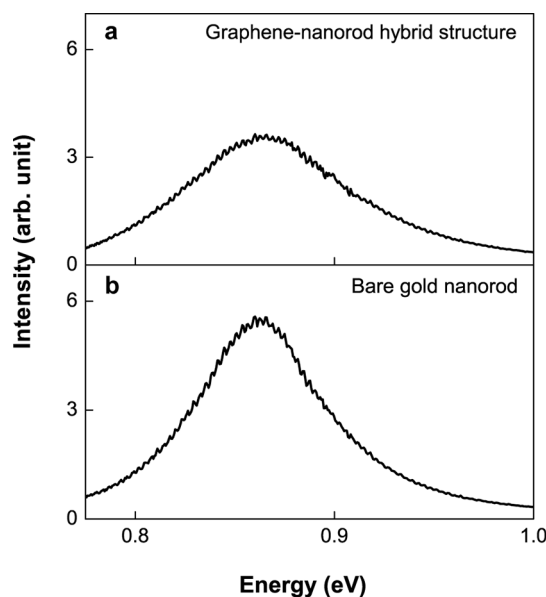 a Graphene-nanorod hybrid structure
6
3
0
b Bare gold nanorod
6
3
0
Intensity (arb. unit)
0.8 0.9 1.0
Energy (eV)